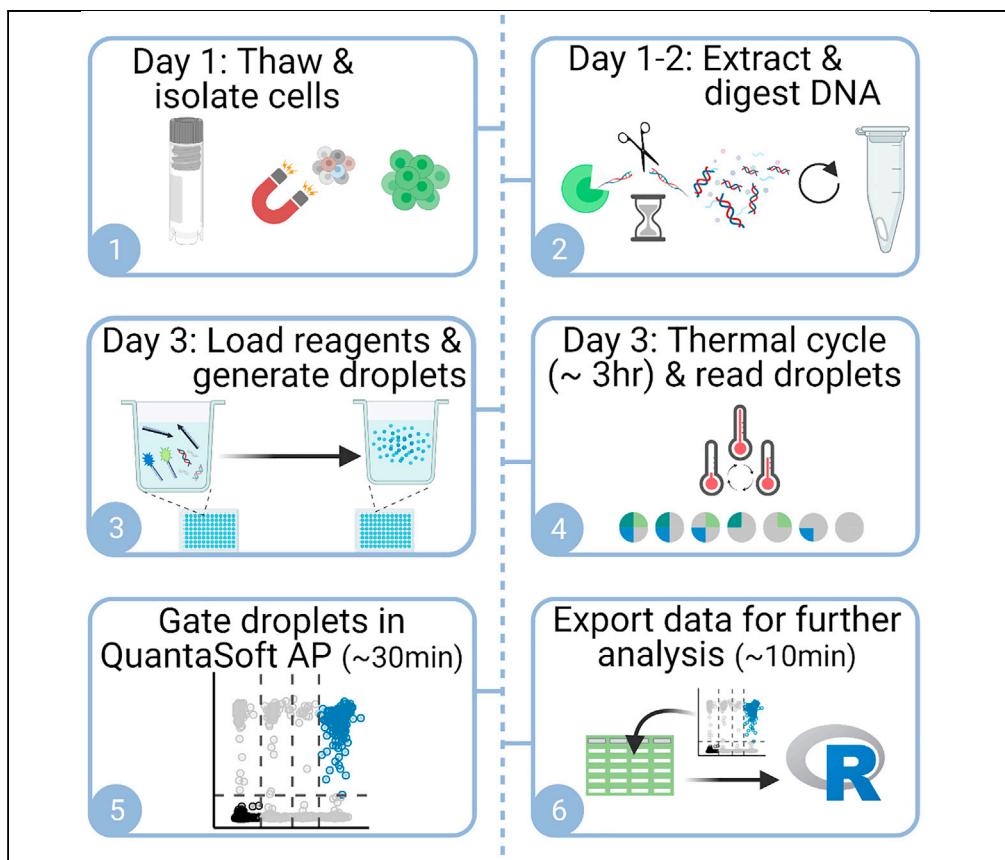 Day 1: Thaw &
isolate cells
1
Day 1-2: Extract &
digest DNA
2
Day 3: Load reagents &
generate droplets
3
Day 3: Thermal cycle
(~ 3hr) & read droplets
4
Gate droplets in
QuantaSoft AP (~30min)
5
Export data for further
analysis (~10min)
R
6